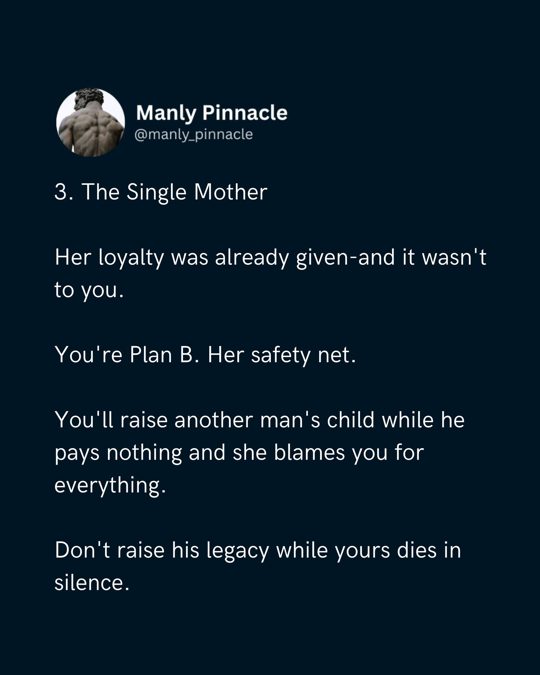 Manly Pinnacle
@manly_pinnacle
3. The Single Mother
Her loyalty was already given-and it wasn't
to you.
You're Plan B. Her safety net.
You'll raise another man's child while he
pays nothing and she blames you for
everything.
Don't raise his legacy while yours dies in
silence.